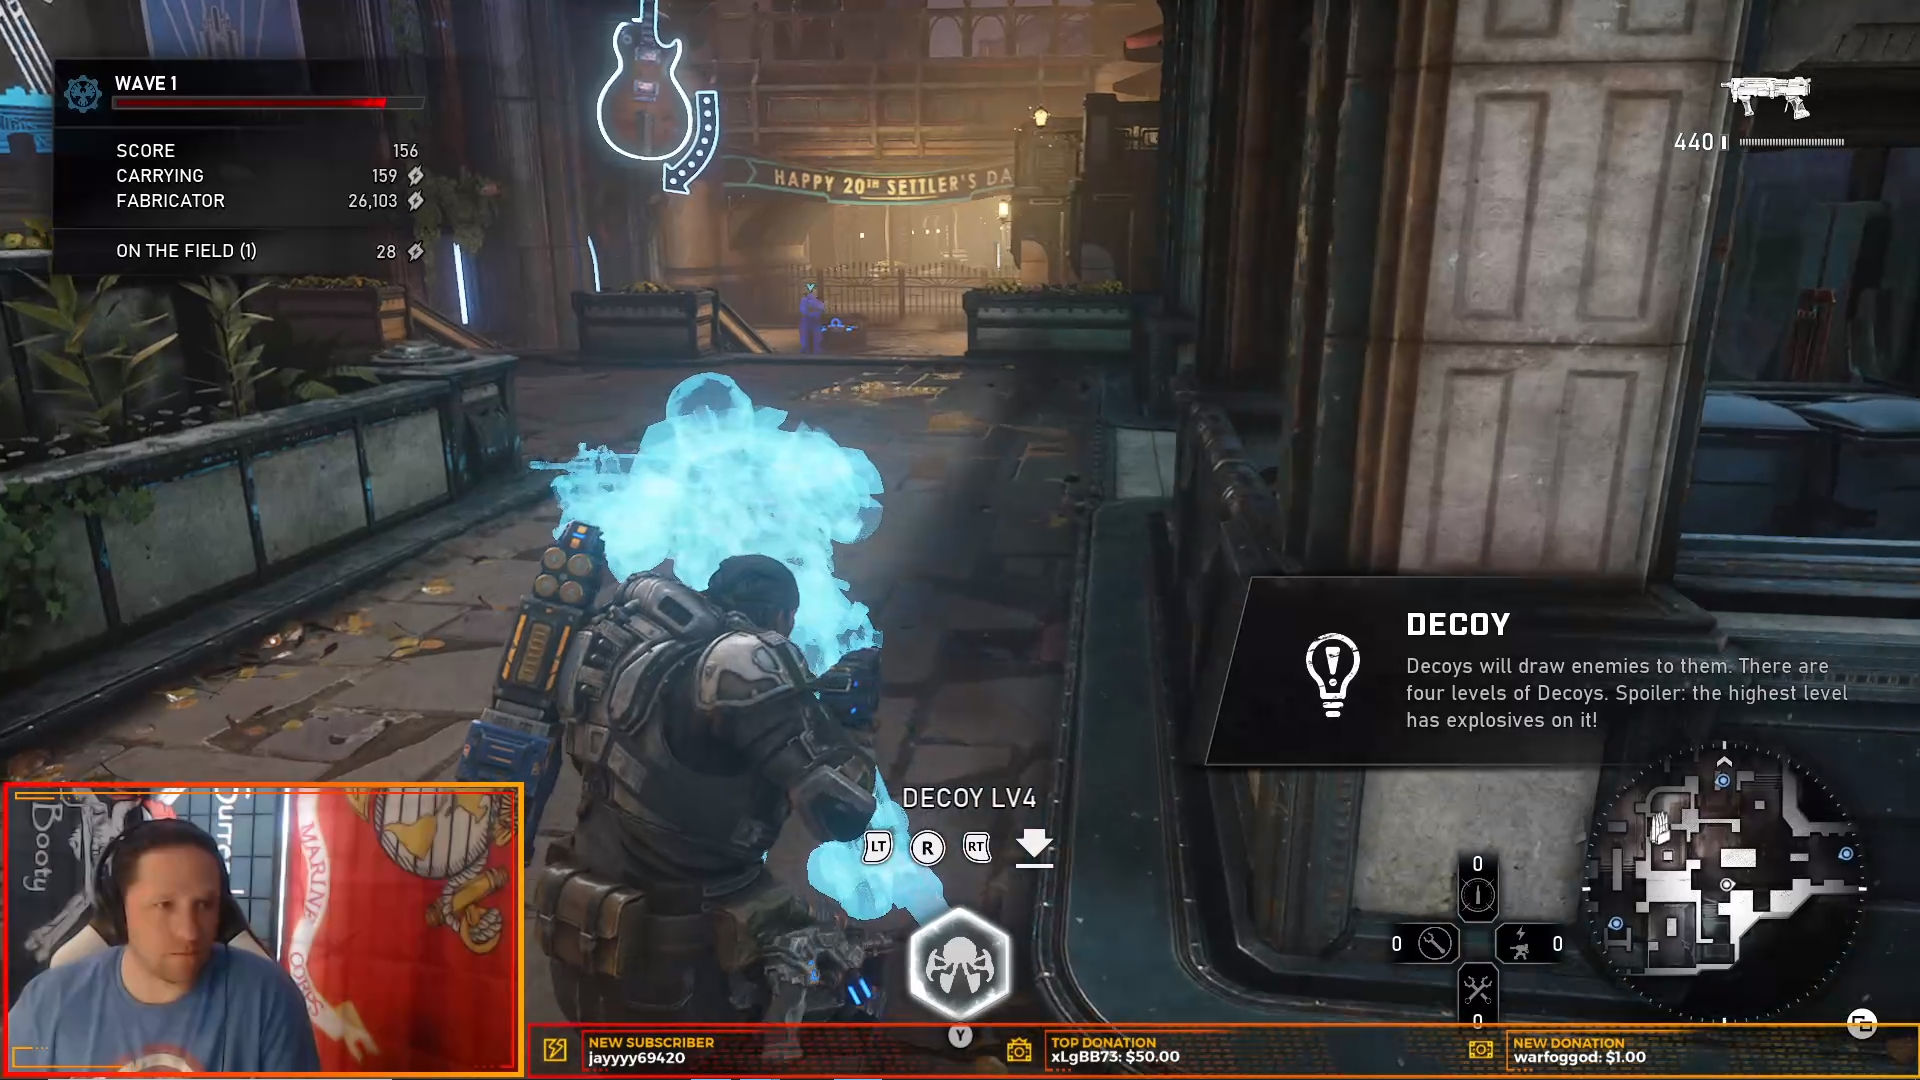 WAVE 1
SCORE 156
CARRYING 159
FABRICATOR 26,103
ON THE FIELD (1) 28
HAPPY 20TH SETTLER'S DA
440
DECOY
Decoys will draw enemies to them. There are
four levels of Decoys. Spoiler: the highest level
has explosives on it!
DECOY LV4
LT R RT
0
0 0
0
Y
Booty
MARINE
CORPS
NEW SUBSCRIBER
jayyyy69420
TOP DONATION
xLgBB73: $50.00
NEW DONATION
warfoggod: $1.00